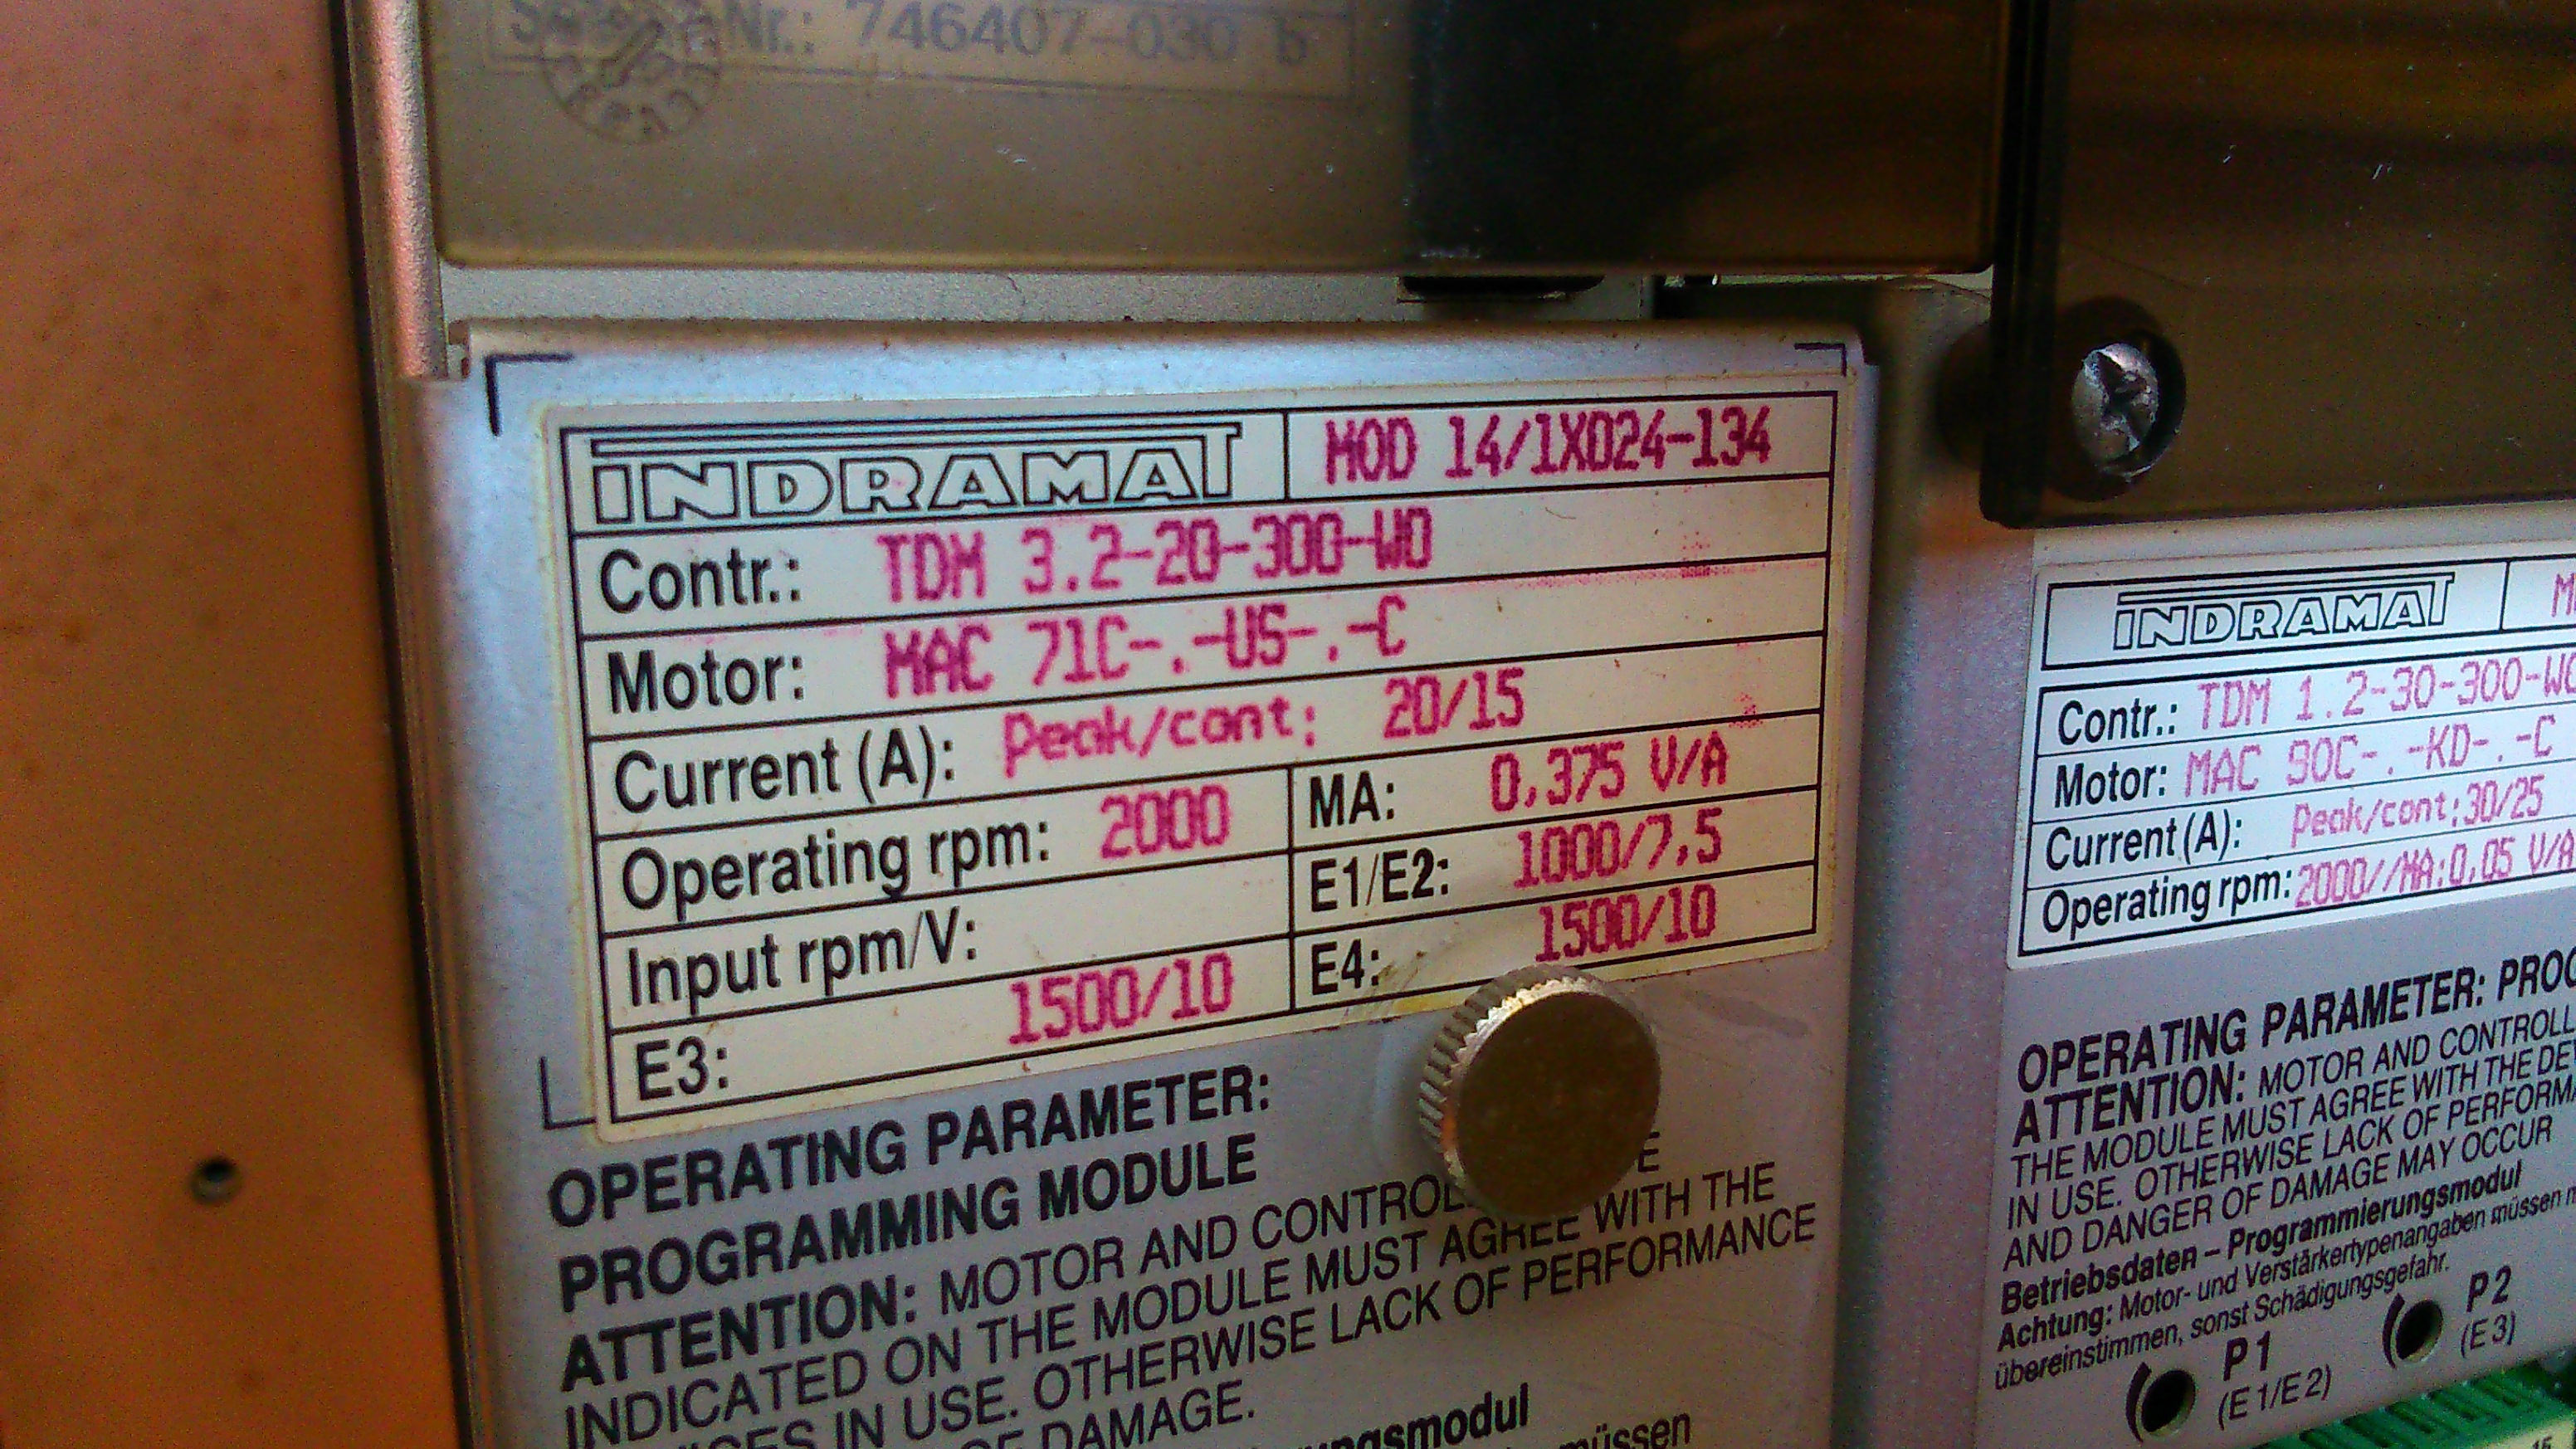 Nr.: 746407-030 b
INDRAMAT MOD 14/1X024-134
Contr.: TDM 3.2-20-300-W0
Motor: MAC 71C-.-US-.-C
Current (A): Peak/cont: 20/15
Operating rpm: 2000 MA: 0,375 V/A
Input rpm/V: E1/E2: 1000/7,5
E3: 1500/10 E4: 1500/10
OPERATING PARAMETER:
PROGRAMMING MODULE
ATTENTION: MOTOR AND
INDICATED ON THE MODULE MUST AGREE WITH THE
IN USE. OTHERWISE LACK OF PERFORMANCE
OF DAMAGE.
müssen
INDRAMAT
Contr.: TDM 1.2-30-300-W0
Motor: MAC 90C-.-KD-.-C
Current (A): Peak/cont:30/25
Operating rpm: 2000//MA:0,05 V/A
OPERATING PARAMETER:
ATTENTION: MOTOR AND
THE MODULE MUST AGREE WITH THE
IN USE. OTHERWISE LACK OF
AND DANGER OF DAMAGE MAY OCCUR
Betriebsdaten – Programmierungsmodul
Achtung: Motor- und Verstärkertypenangaben müssen
übereinstimmen, sonst Schädigungsgefahr.
P1 P2
(E1/E2) (E3)